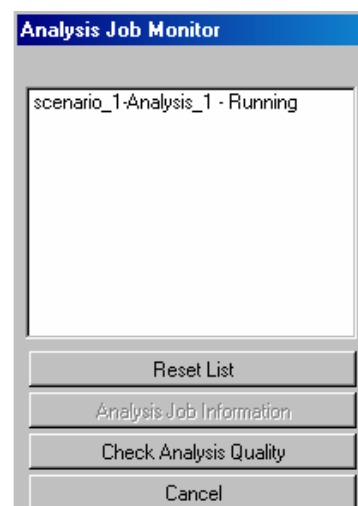 Analysis Job Monitor
scenario_1-Analysis_1 - Running
Reset List
Analysis Job Information
Check Analysis Quality
Cancel